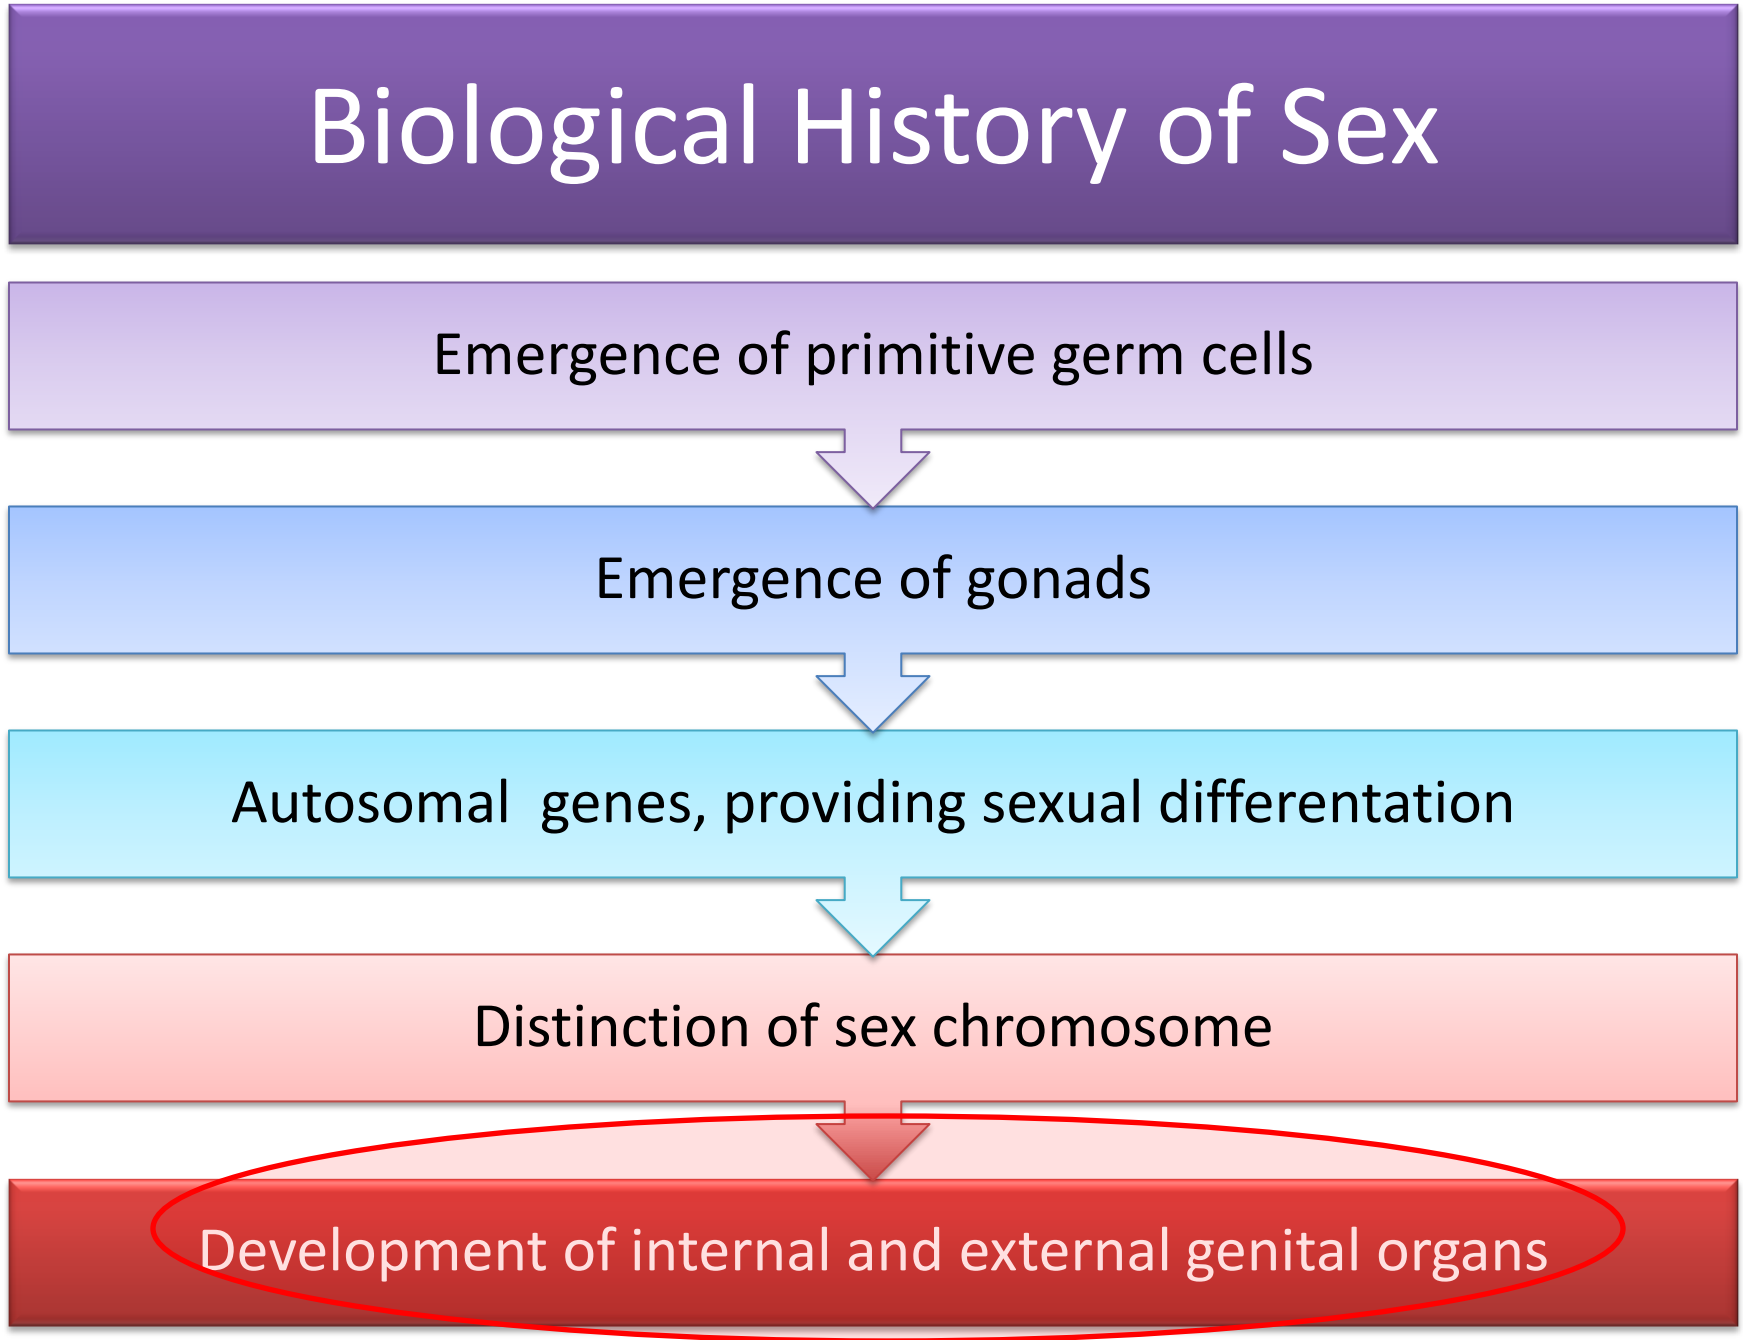 Biological History of Sex
Emergence of primitive germ cells
Emergence of gonads
Autosomal  genes, providing sexual differentation
Distinction of sex chromosome
Development of internal and external genital organs